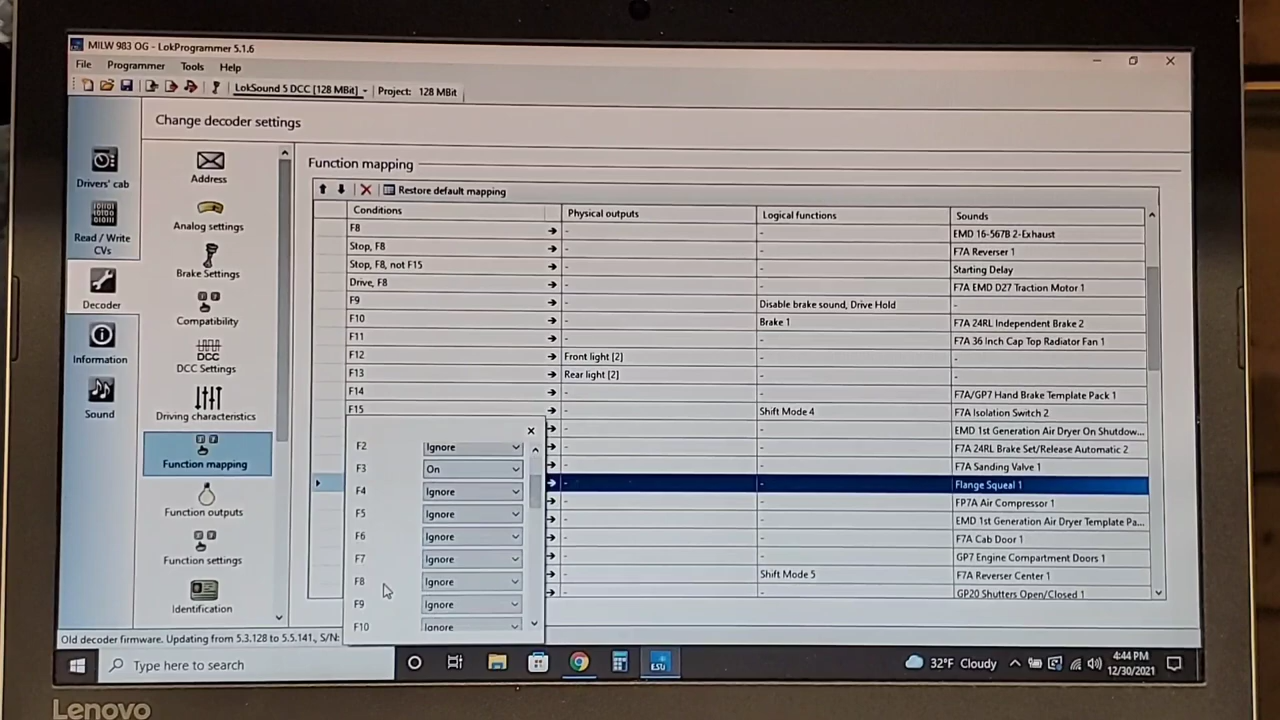 MILW 983 OG - LokProgrammer 5.1.6
File Programmer Tools Help
LokSound 5 DCC [128 MBit] Project: 128 MBit
Change decoder settings
Drivers' cab
Read / Write
CVs
Decoder
Information
Sound
Address
Analog settings
Brake Settings
Compatibility
DCC
DCC Settings
Driving characteristics
Function mapping
Function outputs
Function settings
Identification
Function mapping
Restore default mapping
Conditions Physical outputs Logical functions Sounds
F8 - - EMD 16-567B 2-Exhaust
Stop, F8 - - F7A Reverser 1
Stop, F8, not F15 - - Starting Delay
Drive, F8 - - F7A EMD D27 Traction Motor 1
F9 - Disable brake sound, Drive Hold -
F10 - Brake 1 F7A 24RL Independent Brake 2
F11 - - F7A 36 Inch Cap Top Radiator Fan 1
F12 Front light [2] - -
F13 Rear light [2] - -
F14 - - F7A/GP7 Hand Brake Template Pack 1
F15 - Shift Mode 4 F7A Isolation Switch 2
- - EMD 1st Generation Air Dryer On Shutdow...
- - F7A 24RL Brake Set/Release Automatic 2
- - F7A Sanding Valve 1
- - Flange Squeal 1
- - FP7A Air Compressor 1
- - EMD 1st Generation Air Dryer Template Pa...
- - F7A Cab Door 1
- - GP7 Engine Compartment Doors 1
- Shift Mode 5 F7A Reverser Center 1
- - GP20 Shutters Open/Closed 1
F2 Ignore
F3 On
F4 Ignore
F5 Ignore
F6 Ignore
F7 Ignore
F8 Ignore
F9 Ignore
F10 Ignore
Old decoder firmware. Updating from 5.3.128 to 5.5.141., S/N:
Type here to search
ESU
32°F Cloudy
4:44 PM
12/30/2021
Lenovo